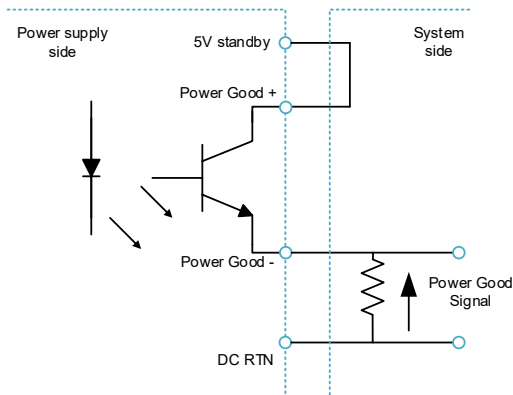 Power supply
side
5V standby
System
side
Power Good +
Power Good -
Power Good
Signal
DC RTN